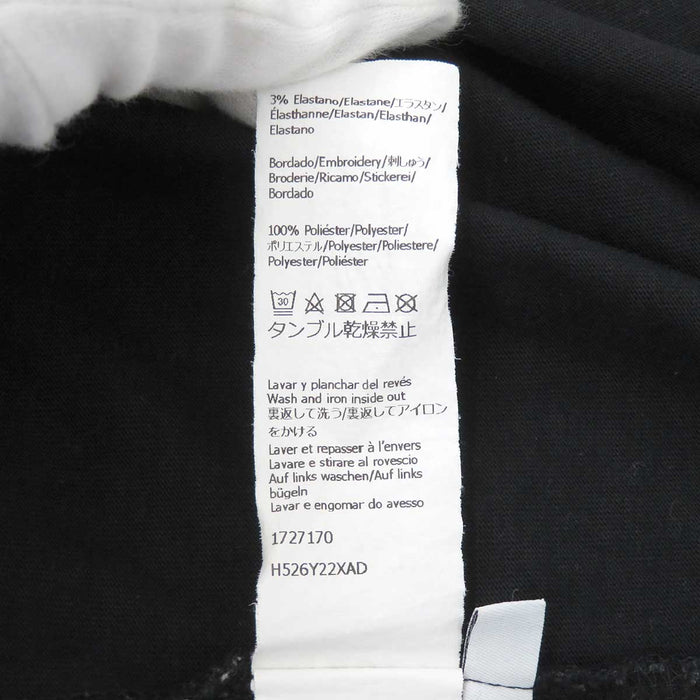 3% Elastano/Elastane/エラスタン/
Élasthanne/Elastan/Elasthan/
Elastano
Bordado/Embroidery/刺しゅう/
Broderie/Ricamo/Stickerei/
Bordado
100% Poliéster/Polyester/
ポリエステル/Polyester/Poliestere/
Polyester/Poliéster
30
タンブル乾燥禁止
Lavar y planchar del revés
Wash and iron inside out
裏返して洗う/裏返してアイロン
をかける
Laver et repasser à l'envers
Lavare e stirare al rovescio
Auf links waschen/Auf links
bügeln
Lavar e engomar do avesso
1727170
H526Y22XAD